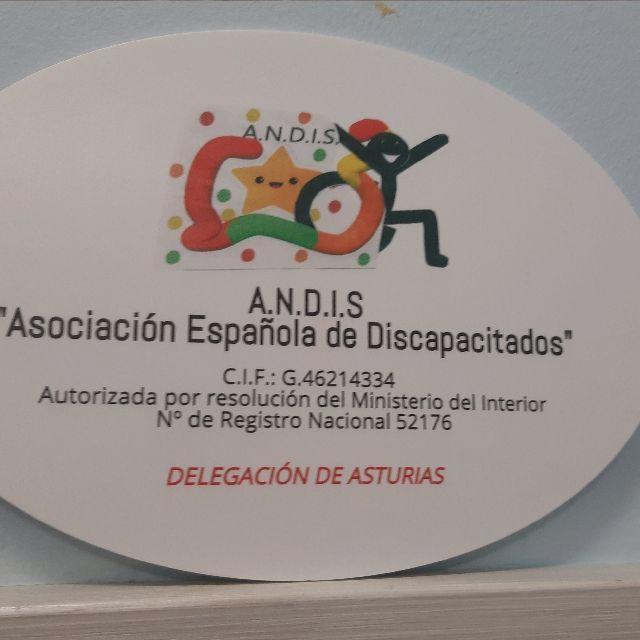 A.N.D.I.S.
A.N.D.I.S
"Asociación Española de Discapacitados"
C.I.F.: G.46214334
Autorizada por resolución del Ministerio del Interior
Nº de Registro Nacional 52176
DELEGACIÓN DE ASTURIAS